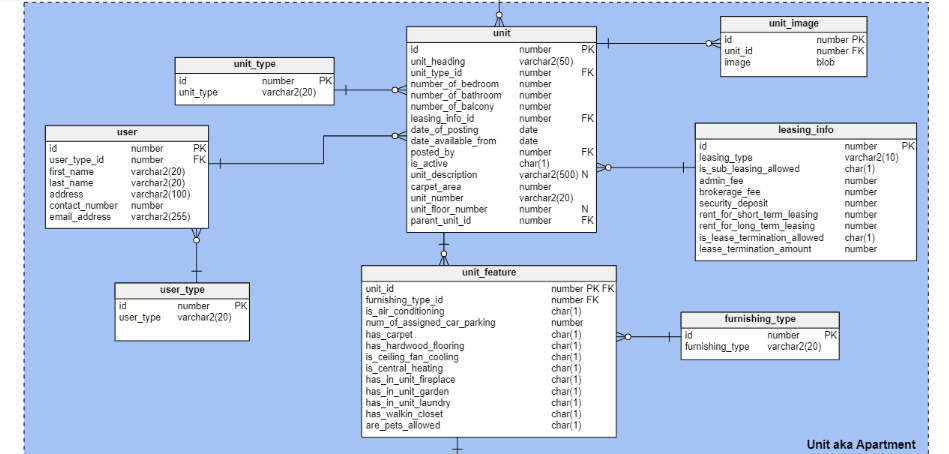 unit_image
id number PK
unit_id number FK
image blob
unit
id number PK
unit_heading varchar2(50)
unit_type_id number FK
number_of_bedroom number
number_of_bathroom number
number_of_balcony number
leasing_info_id number FK
date_of_posting date
date_available_from date
posted_by number FK
is_active char(1)
unit_description varchar2(500) N
carpet_area number
unit_number varchar2(20)
unit_floor_number number N
parent_unit_id number FK
unit_type
id number PK
unit_type varchar2(20)
user
id number PK
user_type_id number FK
first_name varchar2(20)
last_name varchar2(20)
address varchar2(100)
contact_number number
email_address varchar2(255)
leasing_info
id number PK
leasing_type varchar2(10)
is_sub_leasing_allowed char(1)
admin_fee number
brokerage_fee number
security_deposit number
rent_for_short_term_leasing number
rent_for_long_term_leasing number
is_lease_termination_allowed char(1)
lease_termination_amount number
user_type
id number PK
user_type varchar2(20)
unit_feature
unit_id number PK FK
furnishing_type_id number FK
is_air_conditioning char(1)
num_of_assigned_car_parking number
has_carpet char(1)
has_hardwood_flooring char(1)
is_ceiling_fan_cooling char(1)
is_central_heating char(1)
has_in_unit_fireplace char(1)
has_in_unit_garden char(1)
has_in_unit_laundry char(1)
has_walkin_closet char(1)
are_pets_allowed char(1)
furnishing_type
id number PK
furnishing_type varchar2(20)
Unit aka Apartment